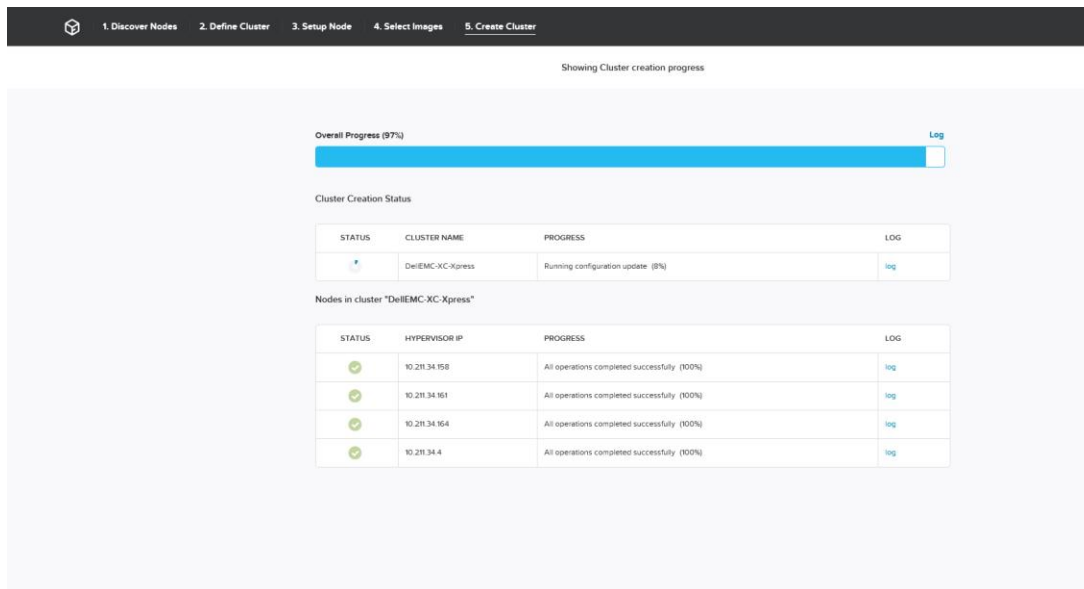 1. Discover Nodes 2. Define Cluster 3. Setup Node 4. Select Images 5. Create Cluster
Showing Cluster creation progress
Overall Progress (97%) Log
Cluster Creation Status
STATUS CLUSTER NAME PROGRESS LOG
DellEMC-XC-Xpress Running configuration update (8%) log
Nodes in cluster "DellEMC-XC-Xpress"
STATUS HYPERVISOR IP PROGRESS LOG
10.211.34.158 All operations completed successfully (100%) log
10.211.34.161 All operations completed successfully (100%) log
10.211.34.164 All operations completed successfully (100%) log
10.211.34.4 All operations completed successfully (100%) log